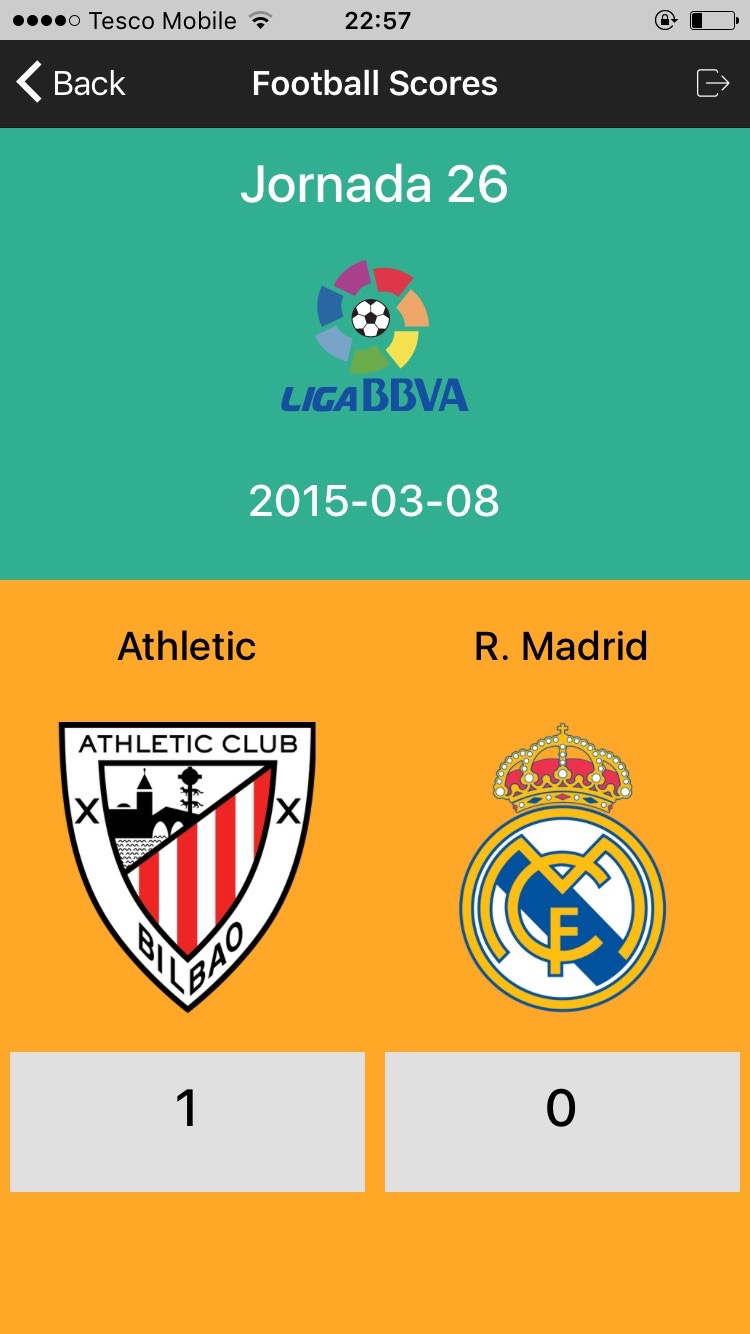 Tesco Mobile 22:57
Back Football Scores
Jornada 26
LIGA BBVA
2015-03-08
Athletic R. Madrid
ATHLETIC CLUB
X X
BILBAO
MCF
1 0